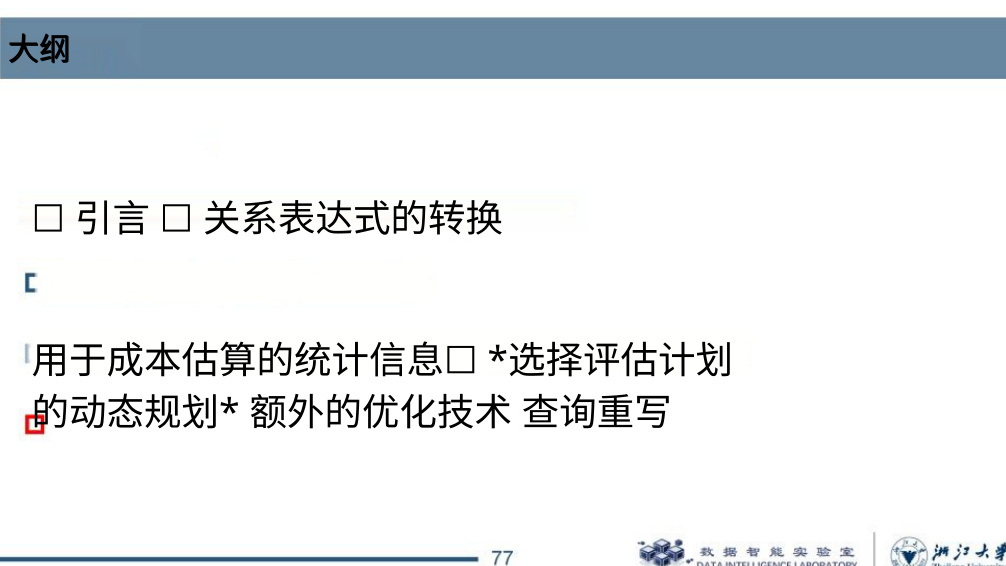 大纲
□ 引言 □ 关系表达式的转换
用于成本估算的统计信息□ *选择评估计划
的动态规划* 额外的优化技术 查询重写
77
数据智能实验室
DATA INTELLIGENCE LABORATORY
浙江大学